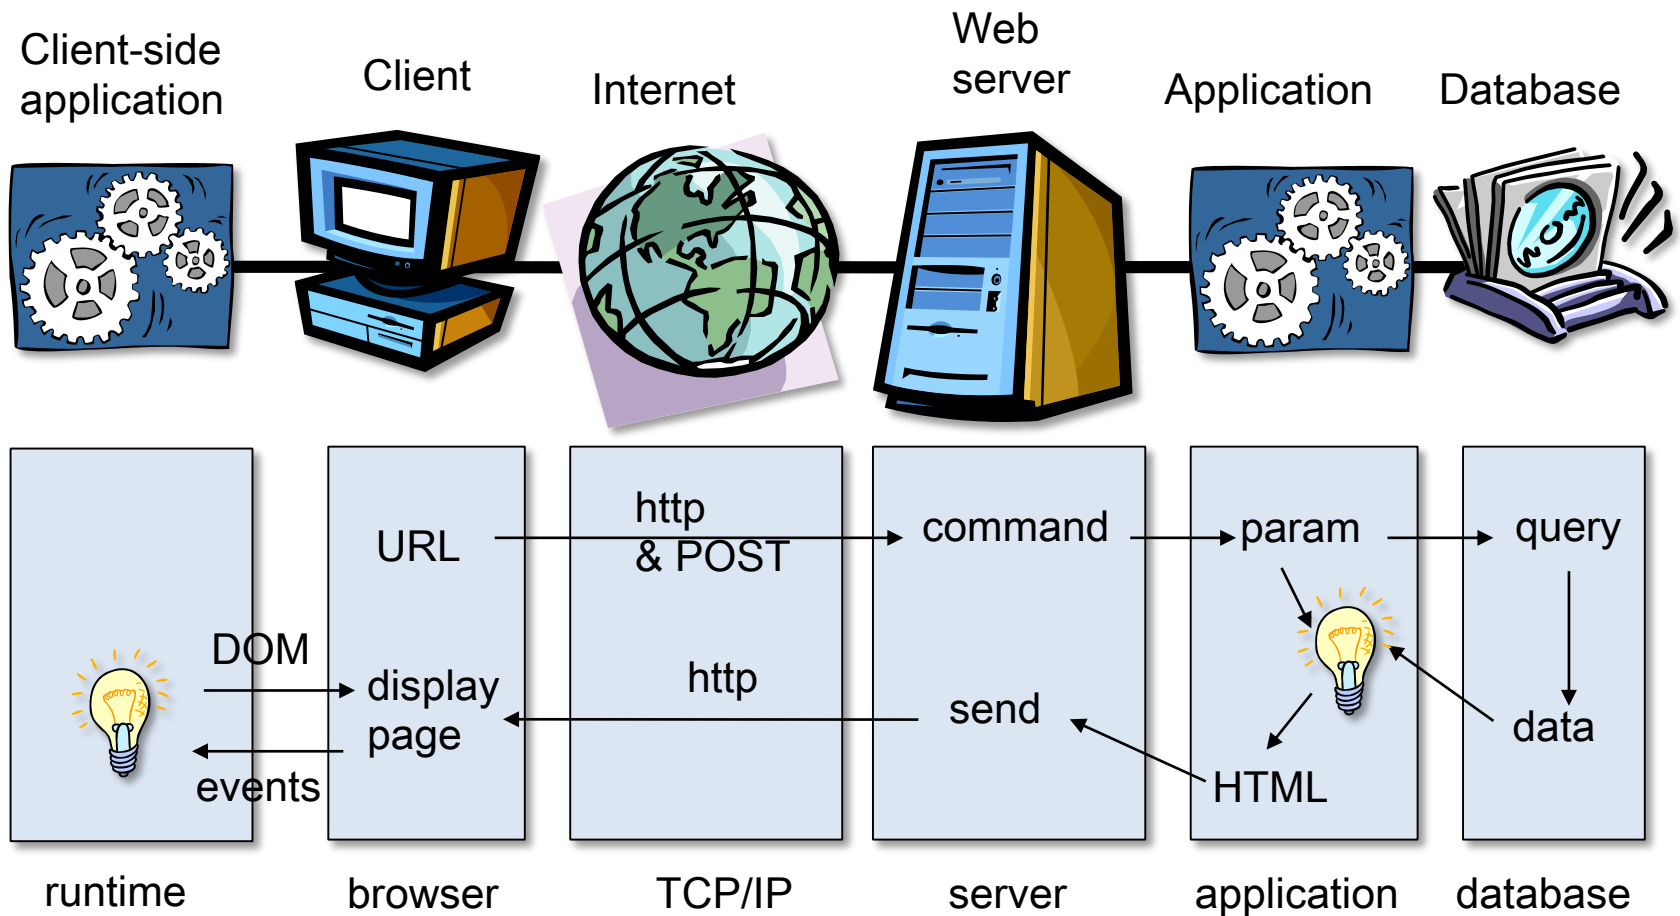 Client-side
application
Client
Internet
Web
server
Application
Database
URL
http
& POST
command
param
query
DOM
display
page
http
send
data
events
HTML
runtime
browser
TCP/IP
server
application
database